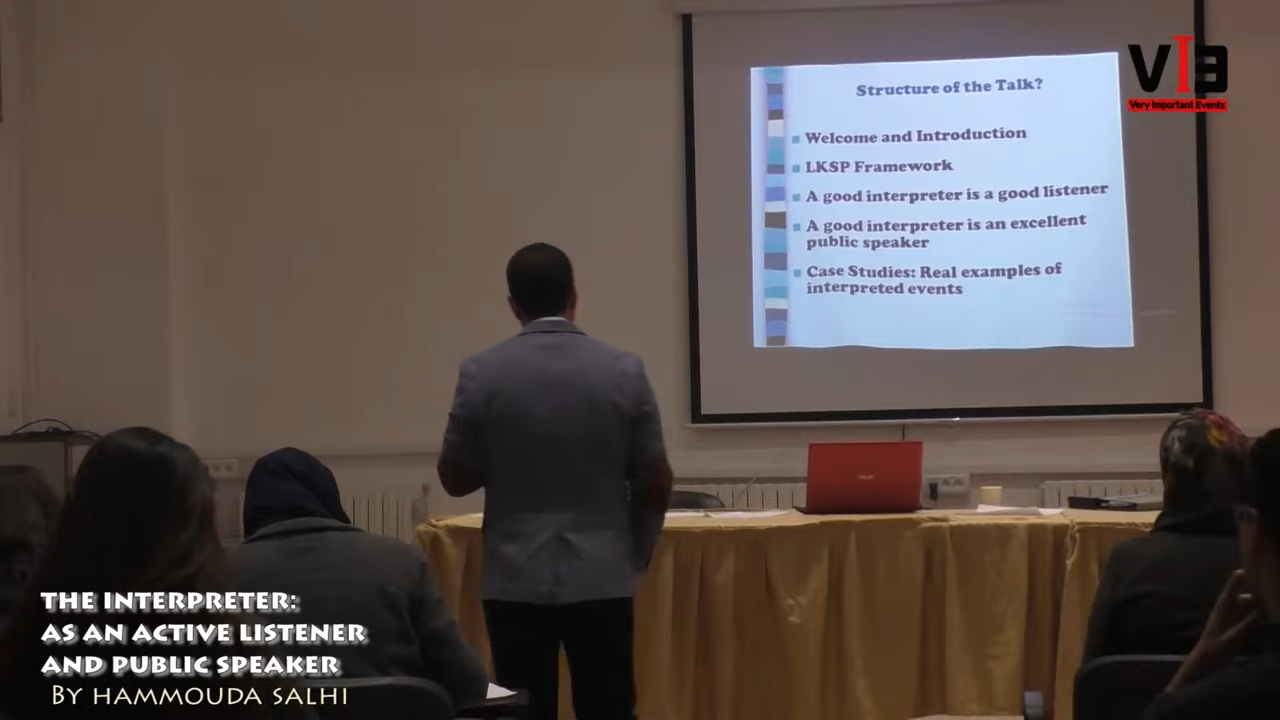 VIE
Very Important Events
Structure of the Talk?
Welcome and Introduction
LKSP Framework
A good interpreter is a good listener
A good interpreter is an excellent
public speaker
Case Studies: Real examples of
interpreted events
THE INTERPRETER:
AS AN ACTIVE LISTENER
AND PUBLIC SPEAKER
BY HAMMOUDA SALHI